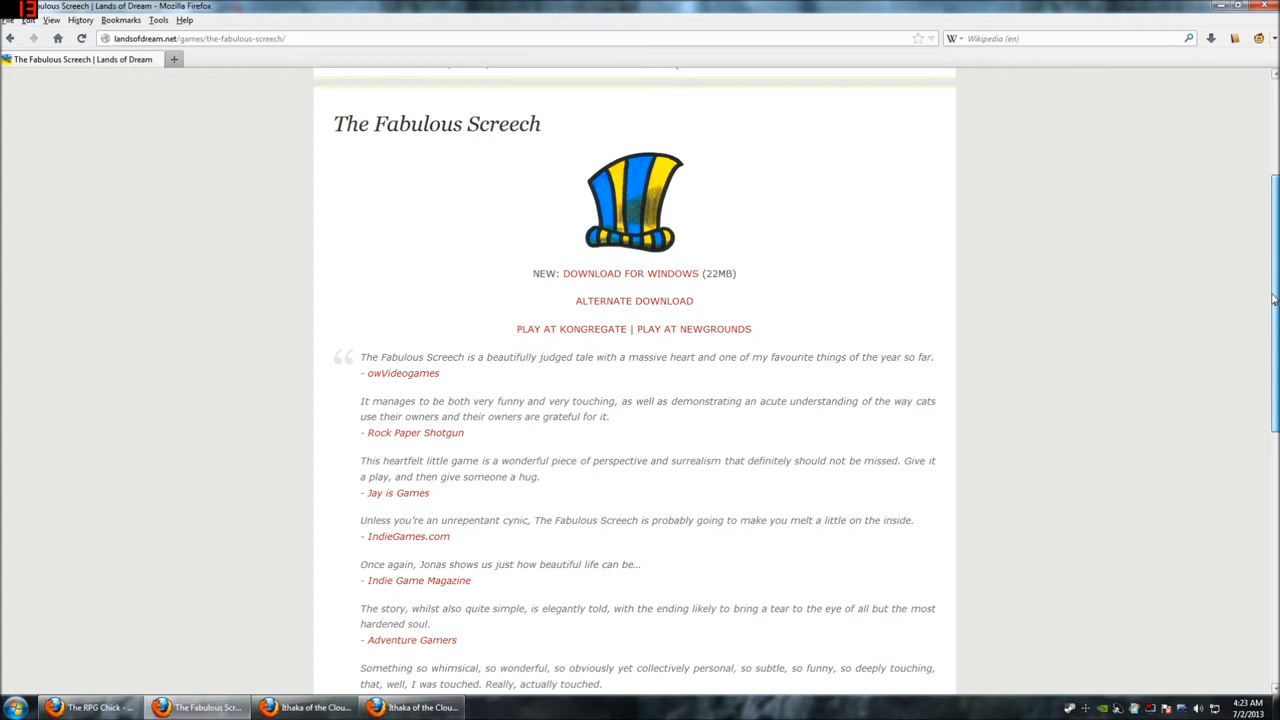 13
bulous Screech | Lands of Dream - Mozilla Firefox
File Edit View History Bookmarks Tools Help
landsofdream.net/games/the-fabulous-screech/
Wikipedia (en)
The Fabulous Screech | Lands of Dream
The Fabulous Screech
NEW: DOWNLOAD FOR WINDOWS (22MB)
ALTERNATE DOWNLOAD
PLAY AT KONGREGATE | PLAY AT NEWGROUNDS
The Fabulous Screech is a beautifully judged tale with a massive heart and one of my favourite things of the year so far.
- owVideogames
It manages to be both very funny and very touching, as well as demonstrating an acute understanding of the way cats
use their owners and their owners are grateful for it.
- Rock Paper Shotgun
This heartfelt little game is a wonderful piece of perspective and surrealism that definitely should not be missed. Give it
a play, and then give someone a hug.
- Jay is Games
Unless you're an unrepentant cynic, The Fabulous Screech is probably going to make you melt a little on the inside.
- IndieGames.com
Once again, Jonas shows us just how beautiful life can be...
- Indie Game Magazine
The story, whilst also quite simple, is elegantly told, with the ending likely to bring a tear to the eye of all but the most
hardened soul.
- Adventure Gamers
Something so whimsical, so wonderful, so obviously yet collectively personal, so subtle, so funny, so deeply touching,
that, well, I was touched. Really, actually touched.
The RPG Chick - ... The Fabulous Scr... Ithaka of the Clou... Ithaka of the Clou...
4:23 AM
7/2/2013